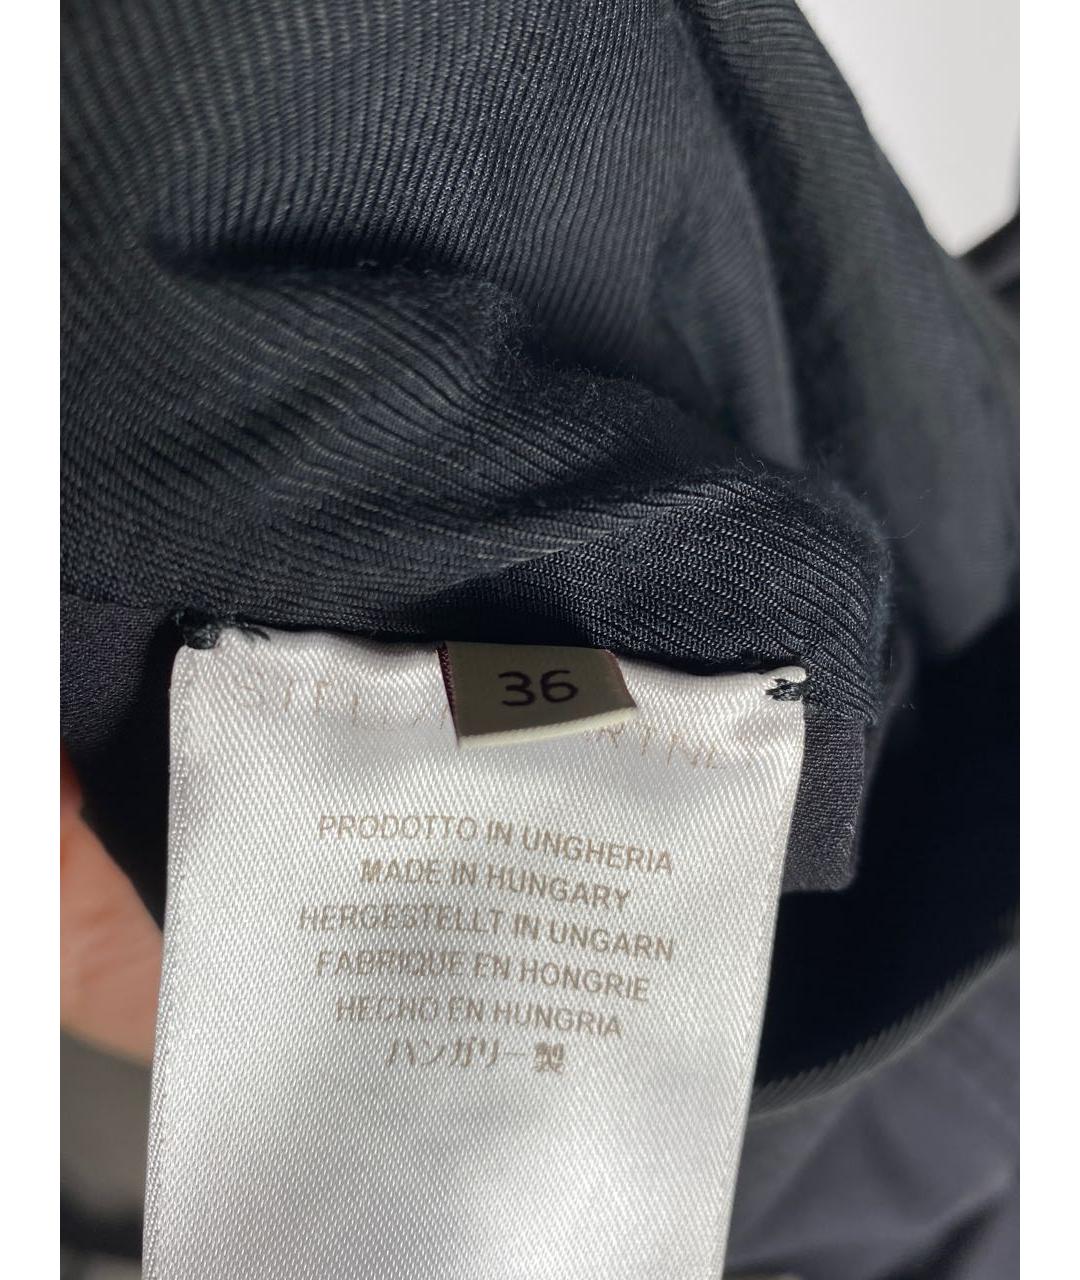 36
PRODOTTO IN UNGHERIA
MADE IN HUNGARY
HERGESTELLT IN UNGARN
FABRIQUE EN HONGRIE
HECHO EN HUNGRIA
ハンガリー製